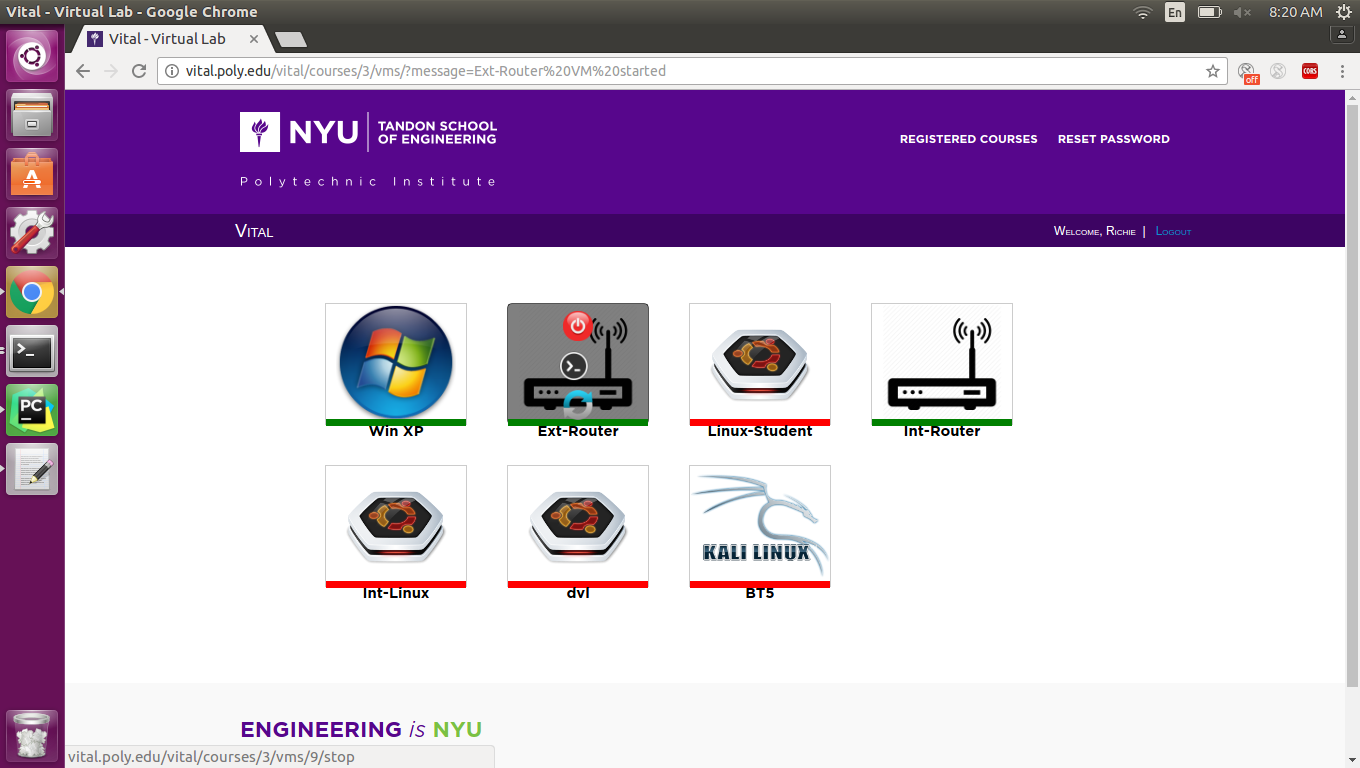 Vital - Virtual Lab - Google Chrome
En
8:20 AM
Vital - Virtual Lab
vital.poly.edu/vital/courses/3/vms/?message=Ext-Router%20VM%20started
off
CORS
NYU
TANDON SCHOOL
OF ENGINEERING
Polytechnic Institute
REGISTERED COURSES
RESET PASSWORD
Vital
Welcome, Richie | Logout
Win XP
Ext-Router
Linux-Student
Int-Router
KALI LINUX
Int-Linux
dvl
BT5
PC
ENGINEERING is NYU
vital.poly.edu/vital/courses/3/vms/9/stop